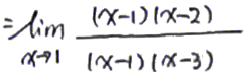 = lim x→1 (x-1)(x-2) / (x-1)(x-3)